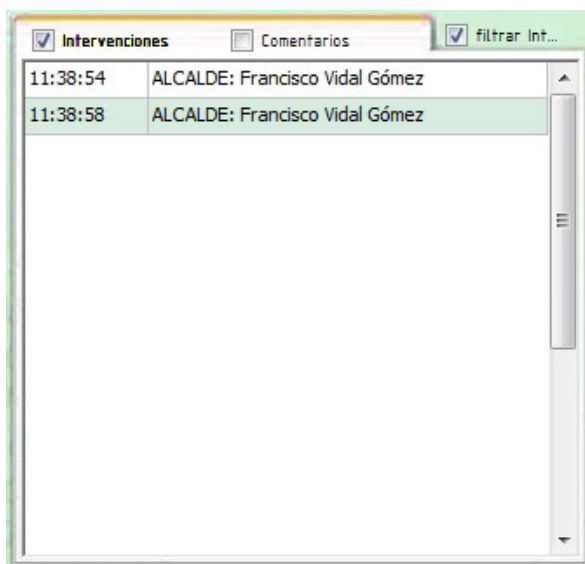 Intervenciones Comentarios filtrar Int...
11:38:54 ALCALDE: Francisco Vidal Gómez
11:38:58 ALCALDE: Francisco Vidal Gómez